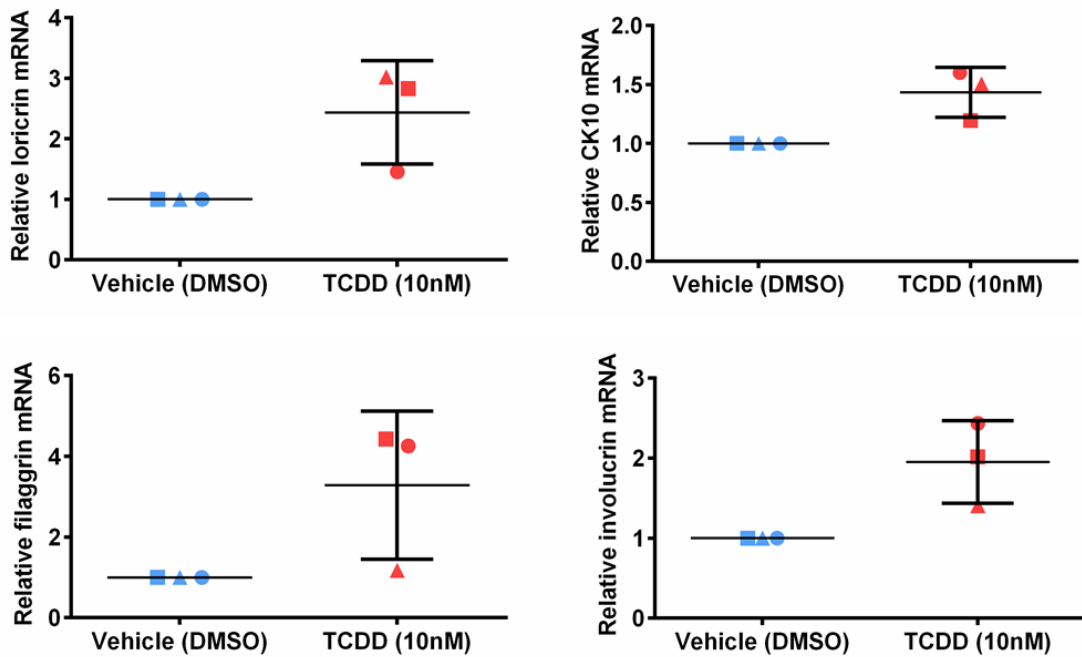 Relative loricrin mRNA
4
3
2
1
0
Vehicle (DMSO)
TCDD (10nM)
Relative CK10 mRNA
2.0
1.5
1.0
0.5
0.0
Vehicle (DMSO)
TCDD (10nM)
Relative filaggrin mRNA
6
4
2
0
Vehicle (DMSO)
TCDD (10nM)
Relative involucrin mRNA
3
2
1
0
Vehicle (DMSO)
TCDD (10nM)